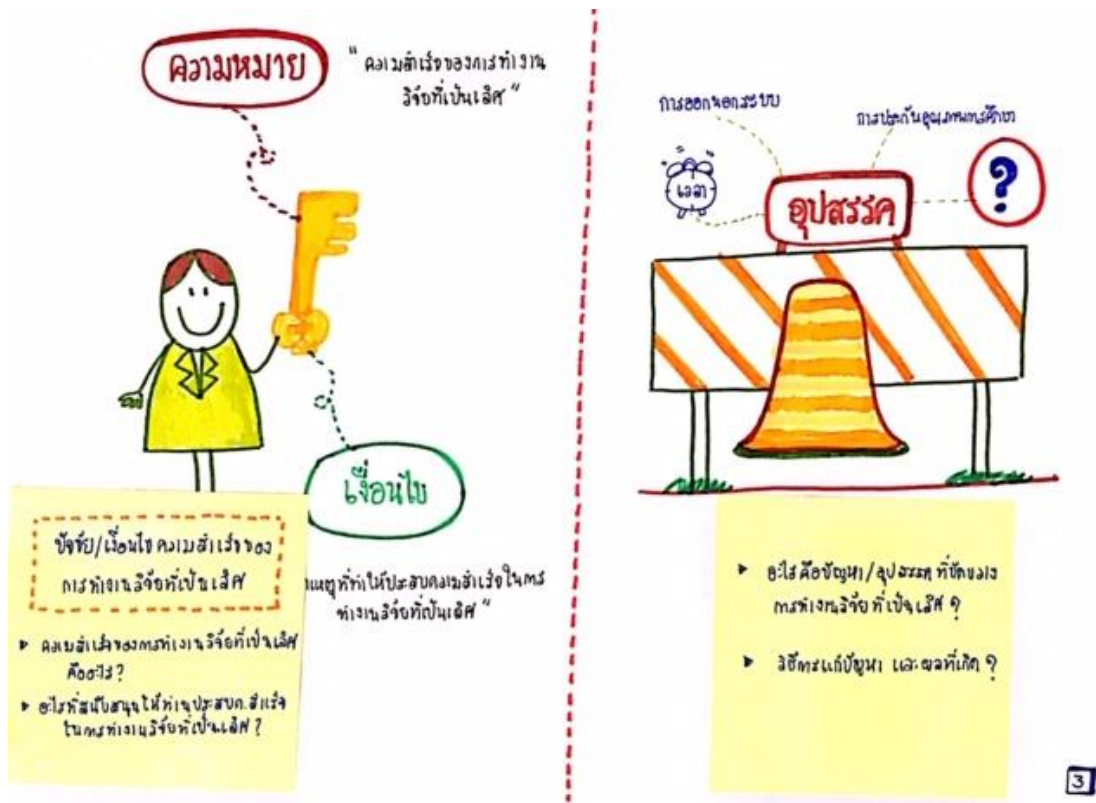 ความหมาย
"ความสำเร็จของการทำงาน
วิจัยที่เป็นเลิศ"
เงื่อนไข
เหตุที่ทำให้ประสบความสำเร็จในการ
ทำงานวิจัยที่เป็นเลิศ"
ปัจจัย/เงื่อนไขความสำเร็จของ
การทำงานวิจัยที่เป็นเลิศ
▶ ความสำเร็จของการทำงานวิจัยที่เป็นเลิศ
คืออะไร?
▶ อะไรที่สนับสนุนให้ท่านประสบค.สำเร็จ
ในการทำงานวิจัยที่เป็นเลิศ?
การออกนอกระบบ
การประกันคุณภาพการศึกษา
เวลา
อุปสรรค
?
▶ อะไรคือปัญหา/อุปสรรคที่ขัดขวาง
การทำงานวิจัยที่เป็นเลิศ?
▶ วิธีการแก้ปัญหา และผลที่เกิด?
3